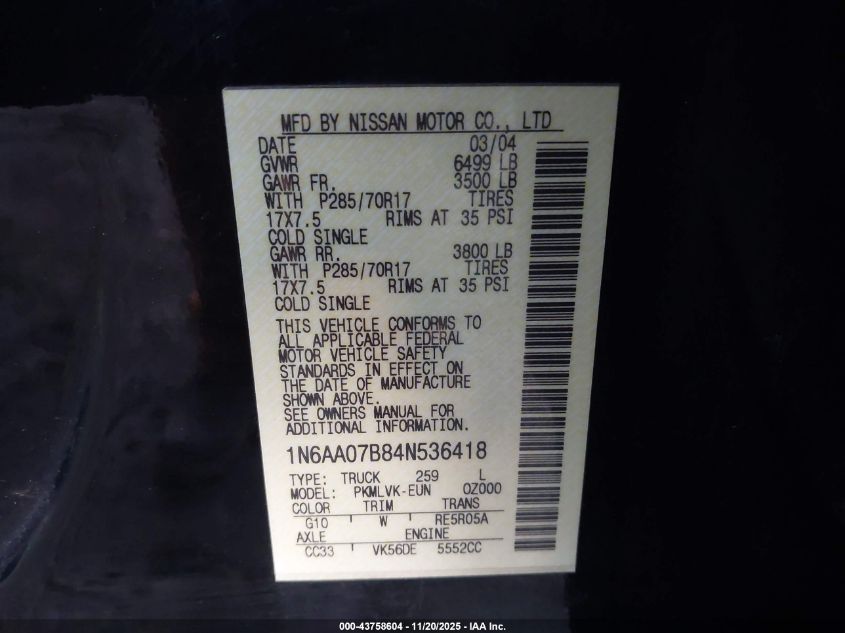 MFD BY NISSAN MOTOR CO., LTD
DATE 03/04
GVWR 6499 LB
GAWR FR. 3500 LB
WITH P285/70R17 TIRES
17X7.5 RIMS AT 35 PSI
COLD SINGLE
GAWR RR. 3800 LB
WITH P285/70R17 TIRES
17X7.5 RIMS AT 35 PSI
COLD SINGLE
THIS VEHICLE CONFORMS TO
ALL APPLICABLE FEDERAL
MOTOR VEHICLE SAFETY
STANDARDS IN EFFECT ON
THE DATE OF MANUFACTURE
SHOWN ABOVE.
SEE OWNERS MANUAL FOR
ADDITIONAL INFORMATION.
1N6AA07B84N536418
TYPE: TRUCK 259 L
MODEL: PKMLVK-EUN 0Z000
COLOR TRIM TRANS
G10 W RE5R05A
AXLE ENGINE
CC33 VK56DE 5552CC
000-43758604 - 11/20/2025 - IAA Inc.